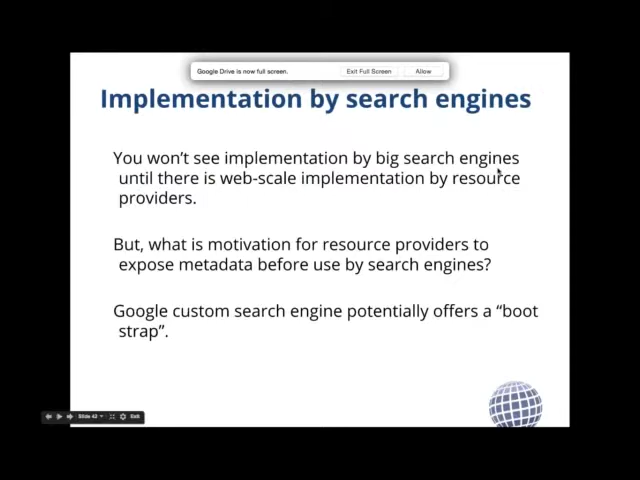 Google Drive is now full screen. Exit Full Screen Allow
Implementation by search engines
You won't see implementation by big search engines
until there is web-scale implementation by resource
providers.
But, what is motivation for resource providers to
expose metadata before use by search engines?
Google custom search engine potentially offers a “boot
strap”.
Slide 42 Exit